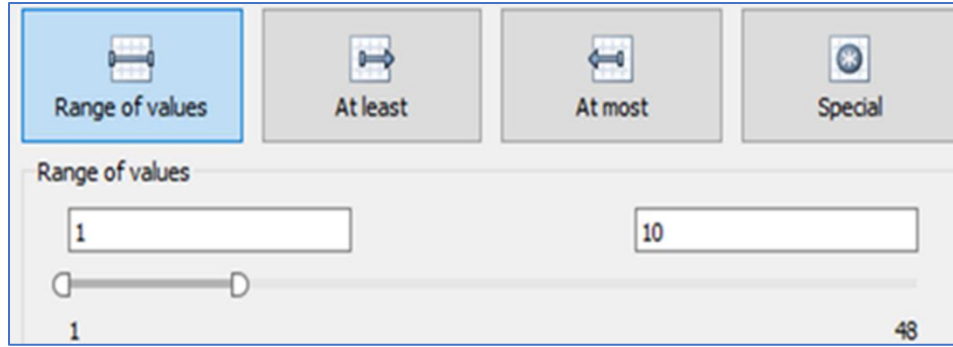 Range of values At least At most Special
Range of values
1 10
1 48